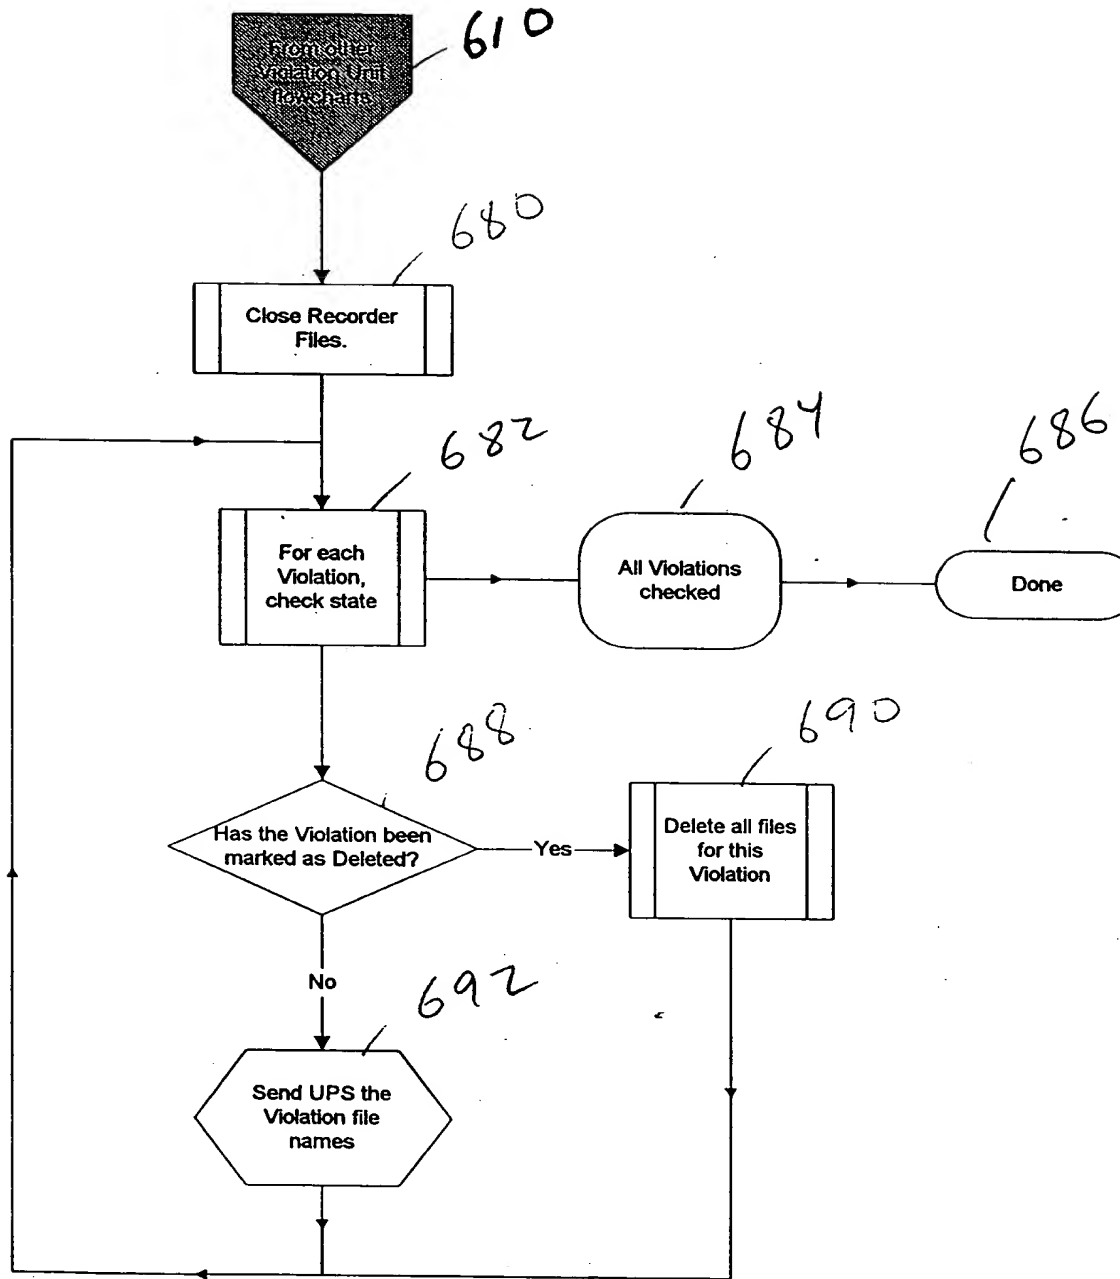 From other
Violation Unit
flowcharts
610
680
Close Recorder
Files.
682
684
686
For each
Violation,
check state
All Violations
checked
Done
688
690
Has the Violation been
marked as Deleted?
Yes
Delete all files
for this
Violation
No
692
Send UPS the
Violation file
names